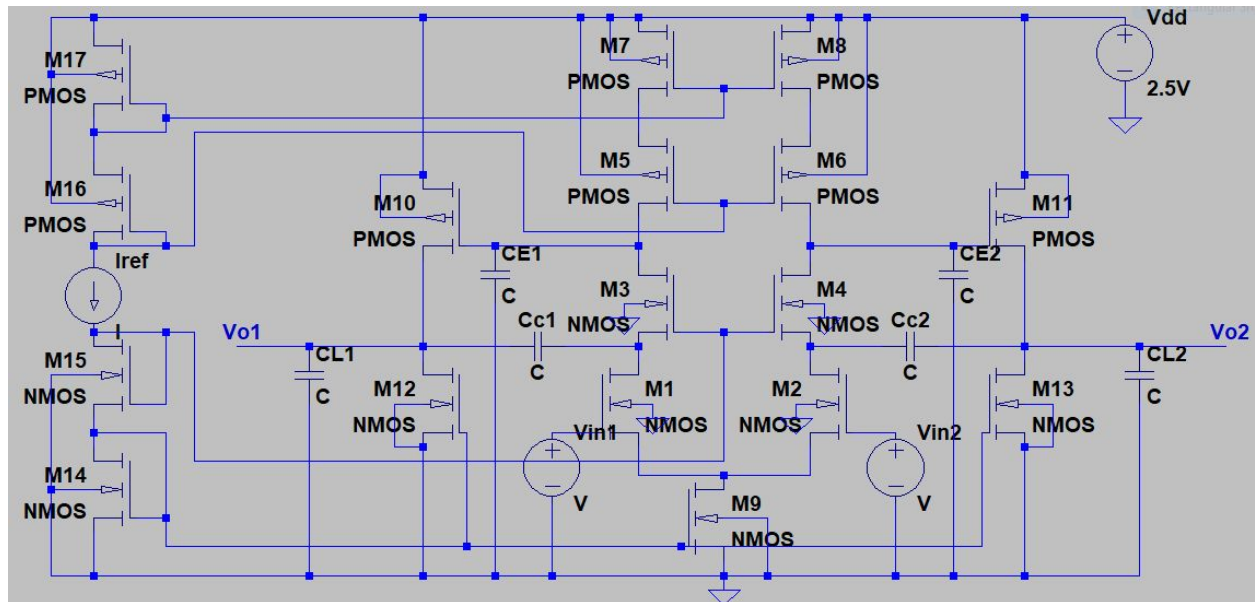 Vdd
2.5V
M17
PMOS
M7
PMOS
M8
PMOS
M16
PMOS
M5
PMOS
M6
PMOS
M10
PMOS
M11
PMOS
Iref
I
CE1
C
CE2
C
M3
NMOS
M4
NMOS
Vo1
Vo2
CL1
C
Cc1
C
Cc2
C
CL2
C
M15
NMOS
M12
NMOS
M1
NMOS
M2
NMOS
M13
NMOS
Vin1
V
Vin2
V
M14
NMOS
M9
NMOS